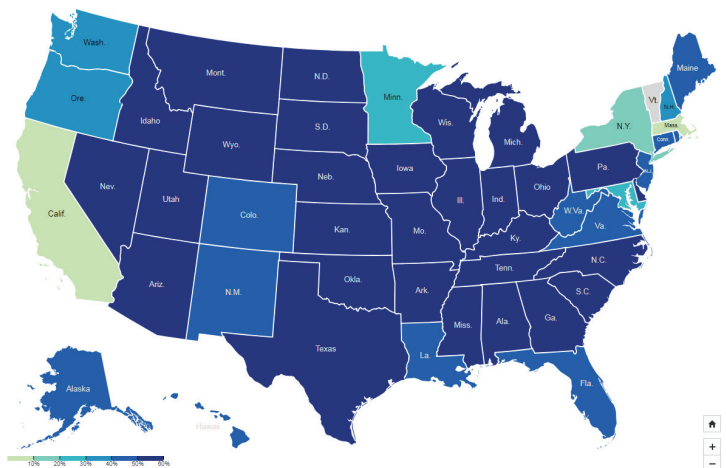 Wash.
Mont.
N.D.
Minn.
Maine
Ore.
Idaho
S.D.
Wis.
Mich.
N.Y.
Vt.
N.H.
Mass.
Conn.
Wyo.
Neb.
Iowa
Pa.
N.J.
Nev.
Utah
Colo.
Ill.
Ind.
Ohio
W.Va.
Va.
Calif.
Kan.
Mo.
Ky.
Ariz.
N.M.
Okla.
Ark.
Tenn.
N.C.
S.C.
Texas
Miss.
Ala.
Ga.
La.
Fla.
Alaska
Hawaii
10% 20% 30% 40% 50% 60%
+
−